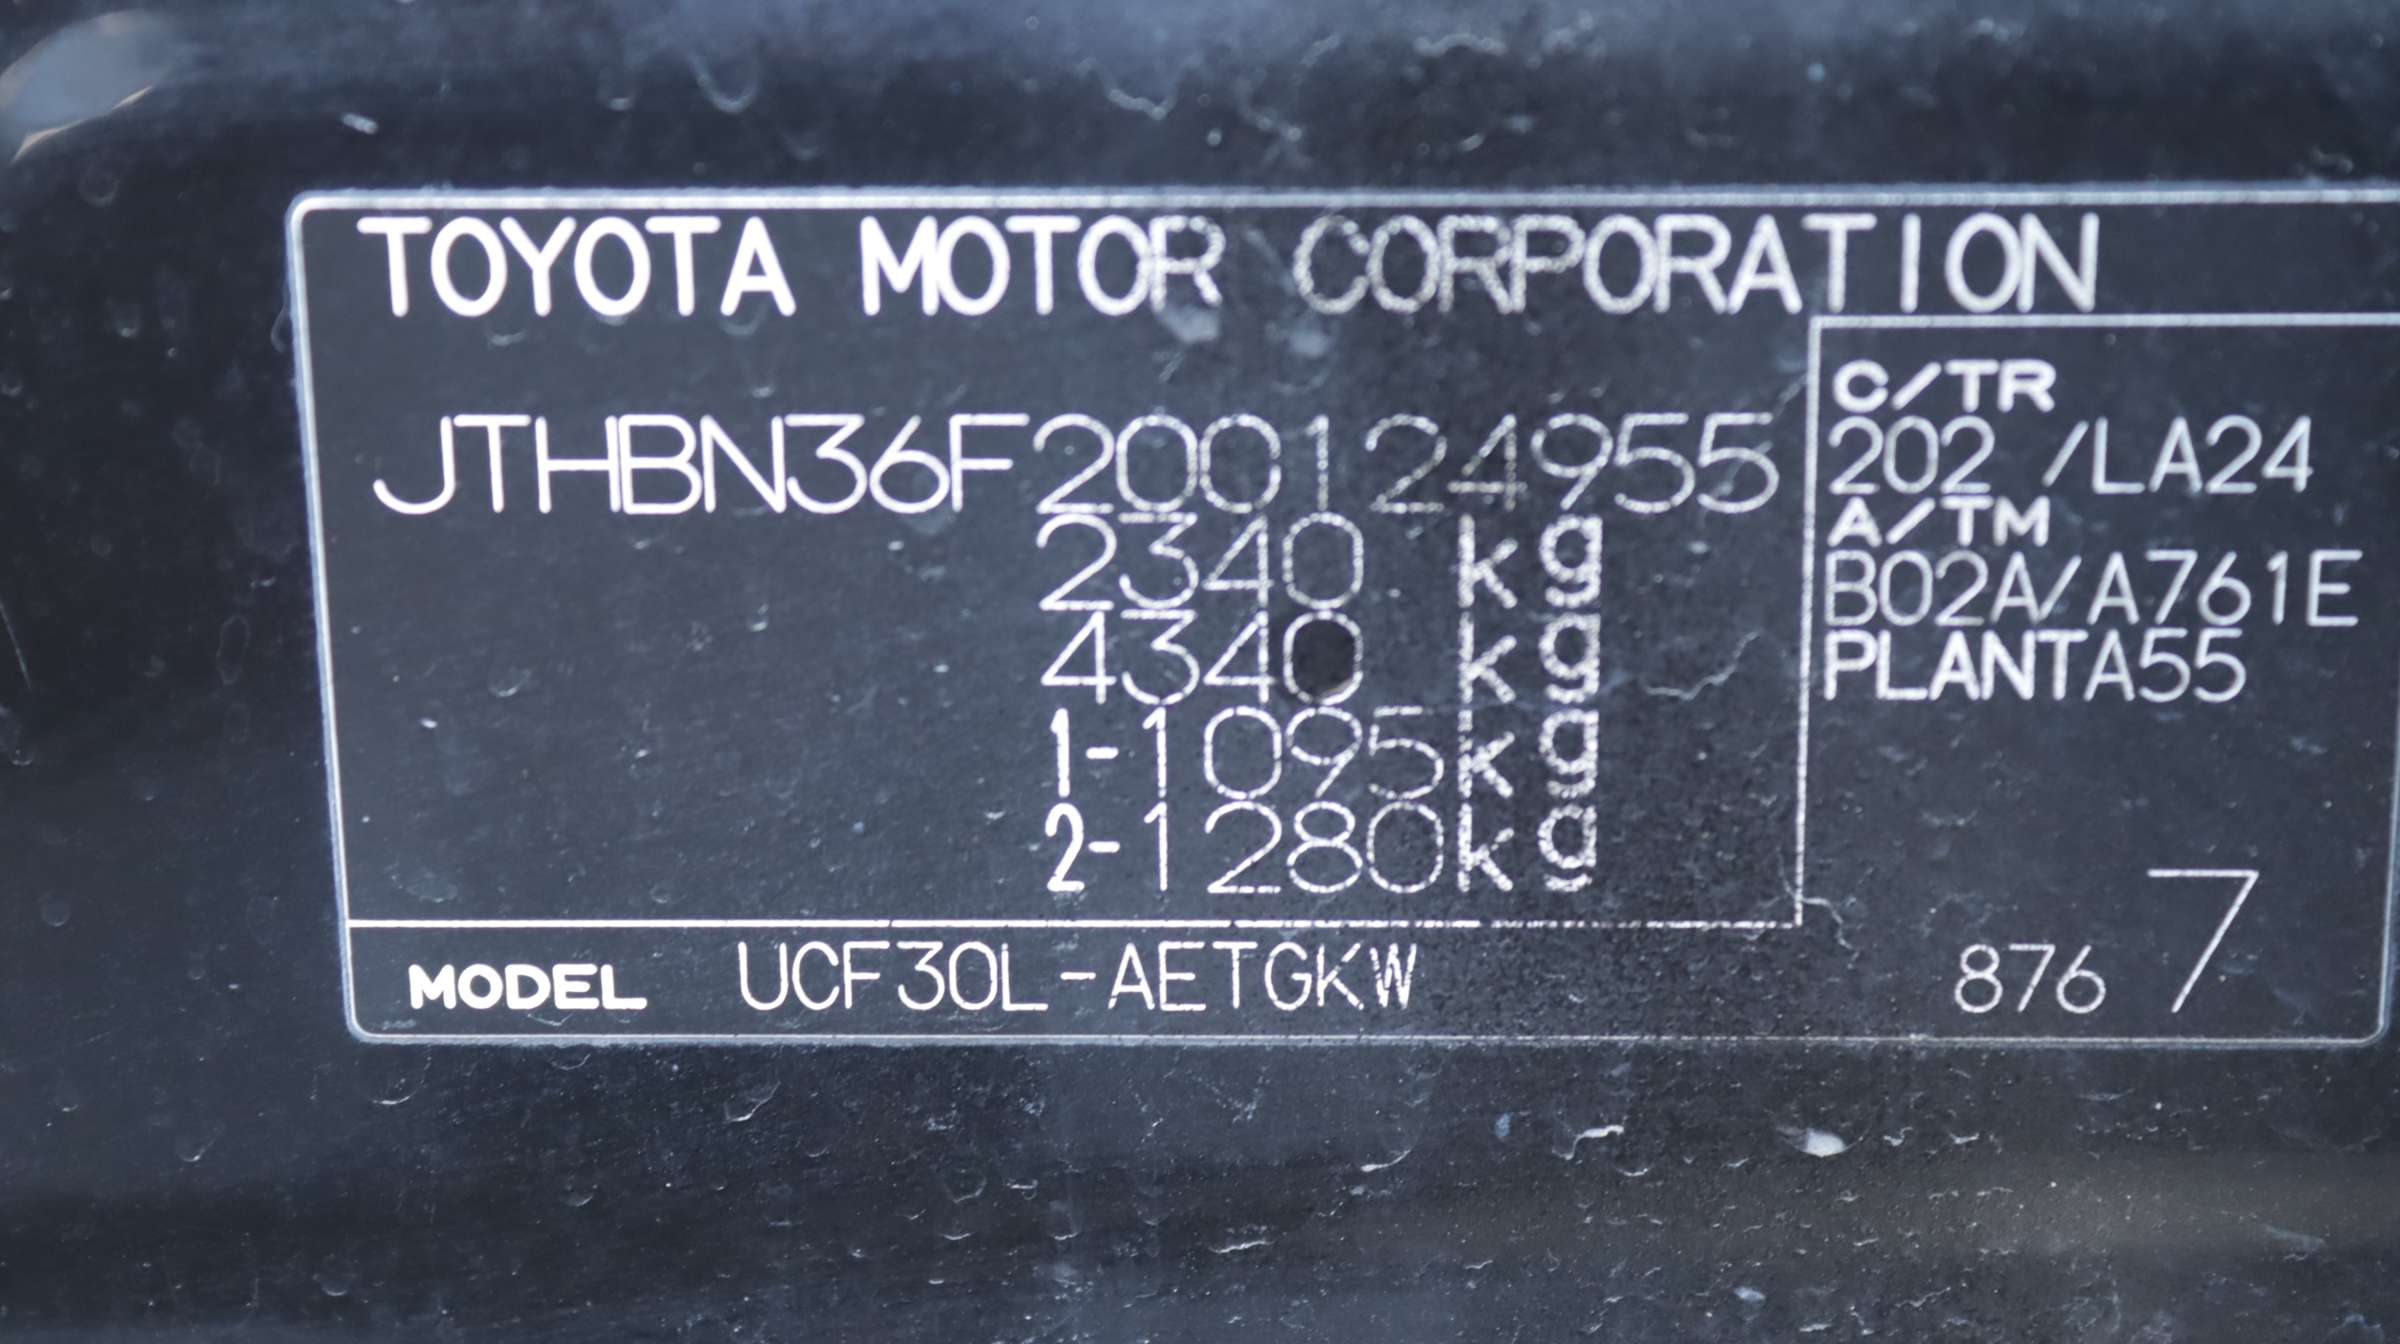 TOYOTA MOTOR CORPORATION
JTHBN36F200124955
2340 kg
4340 kg
1-1095kg
2-1280kg
C/TR
202 /LA24
A/TM
B02A/A761E
PLANTA55
876 7
MODEL UCF30L-AETGKW